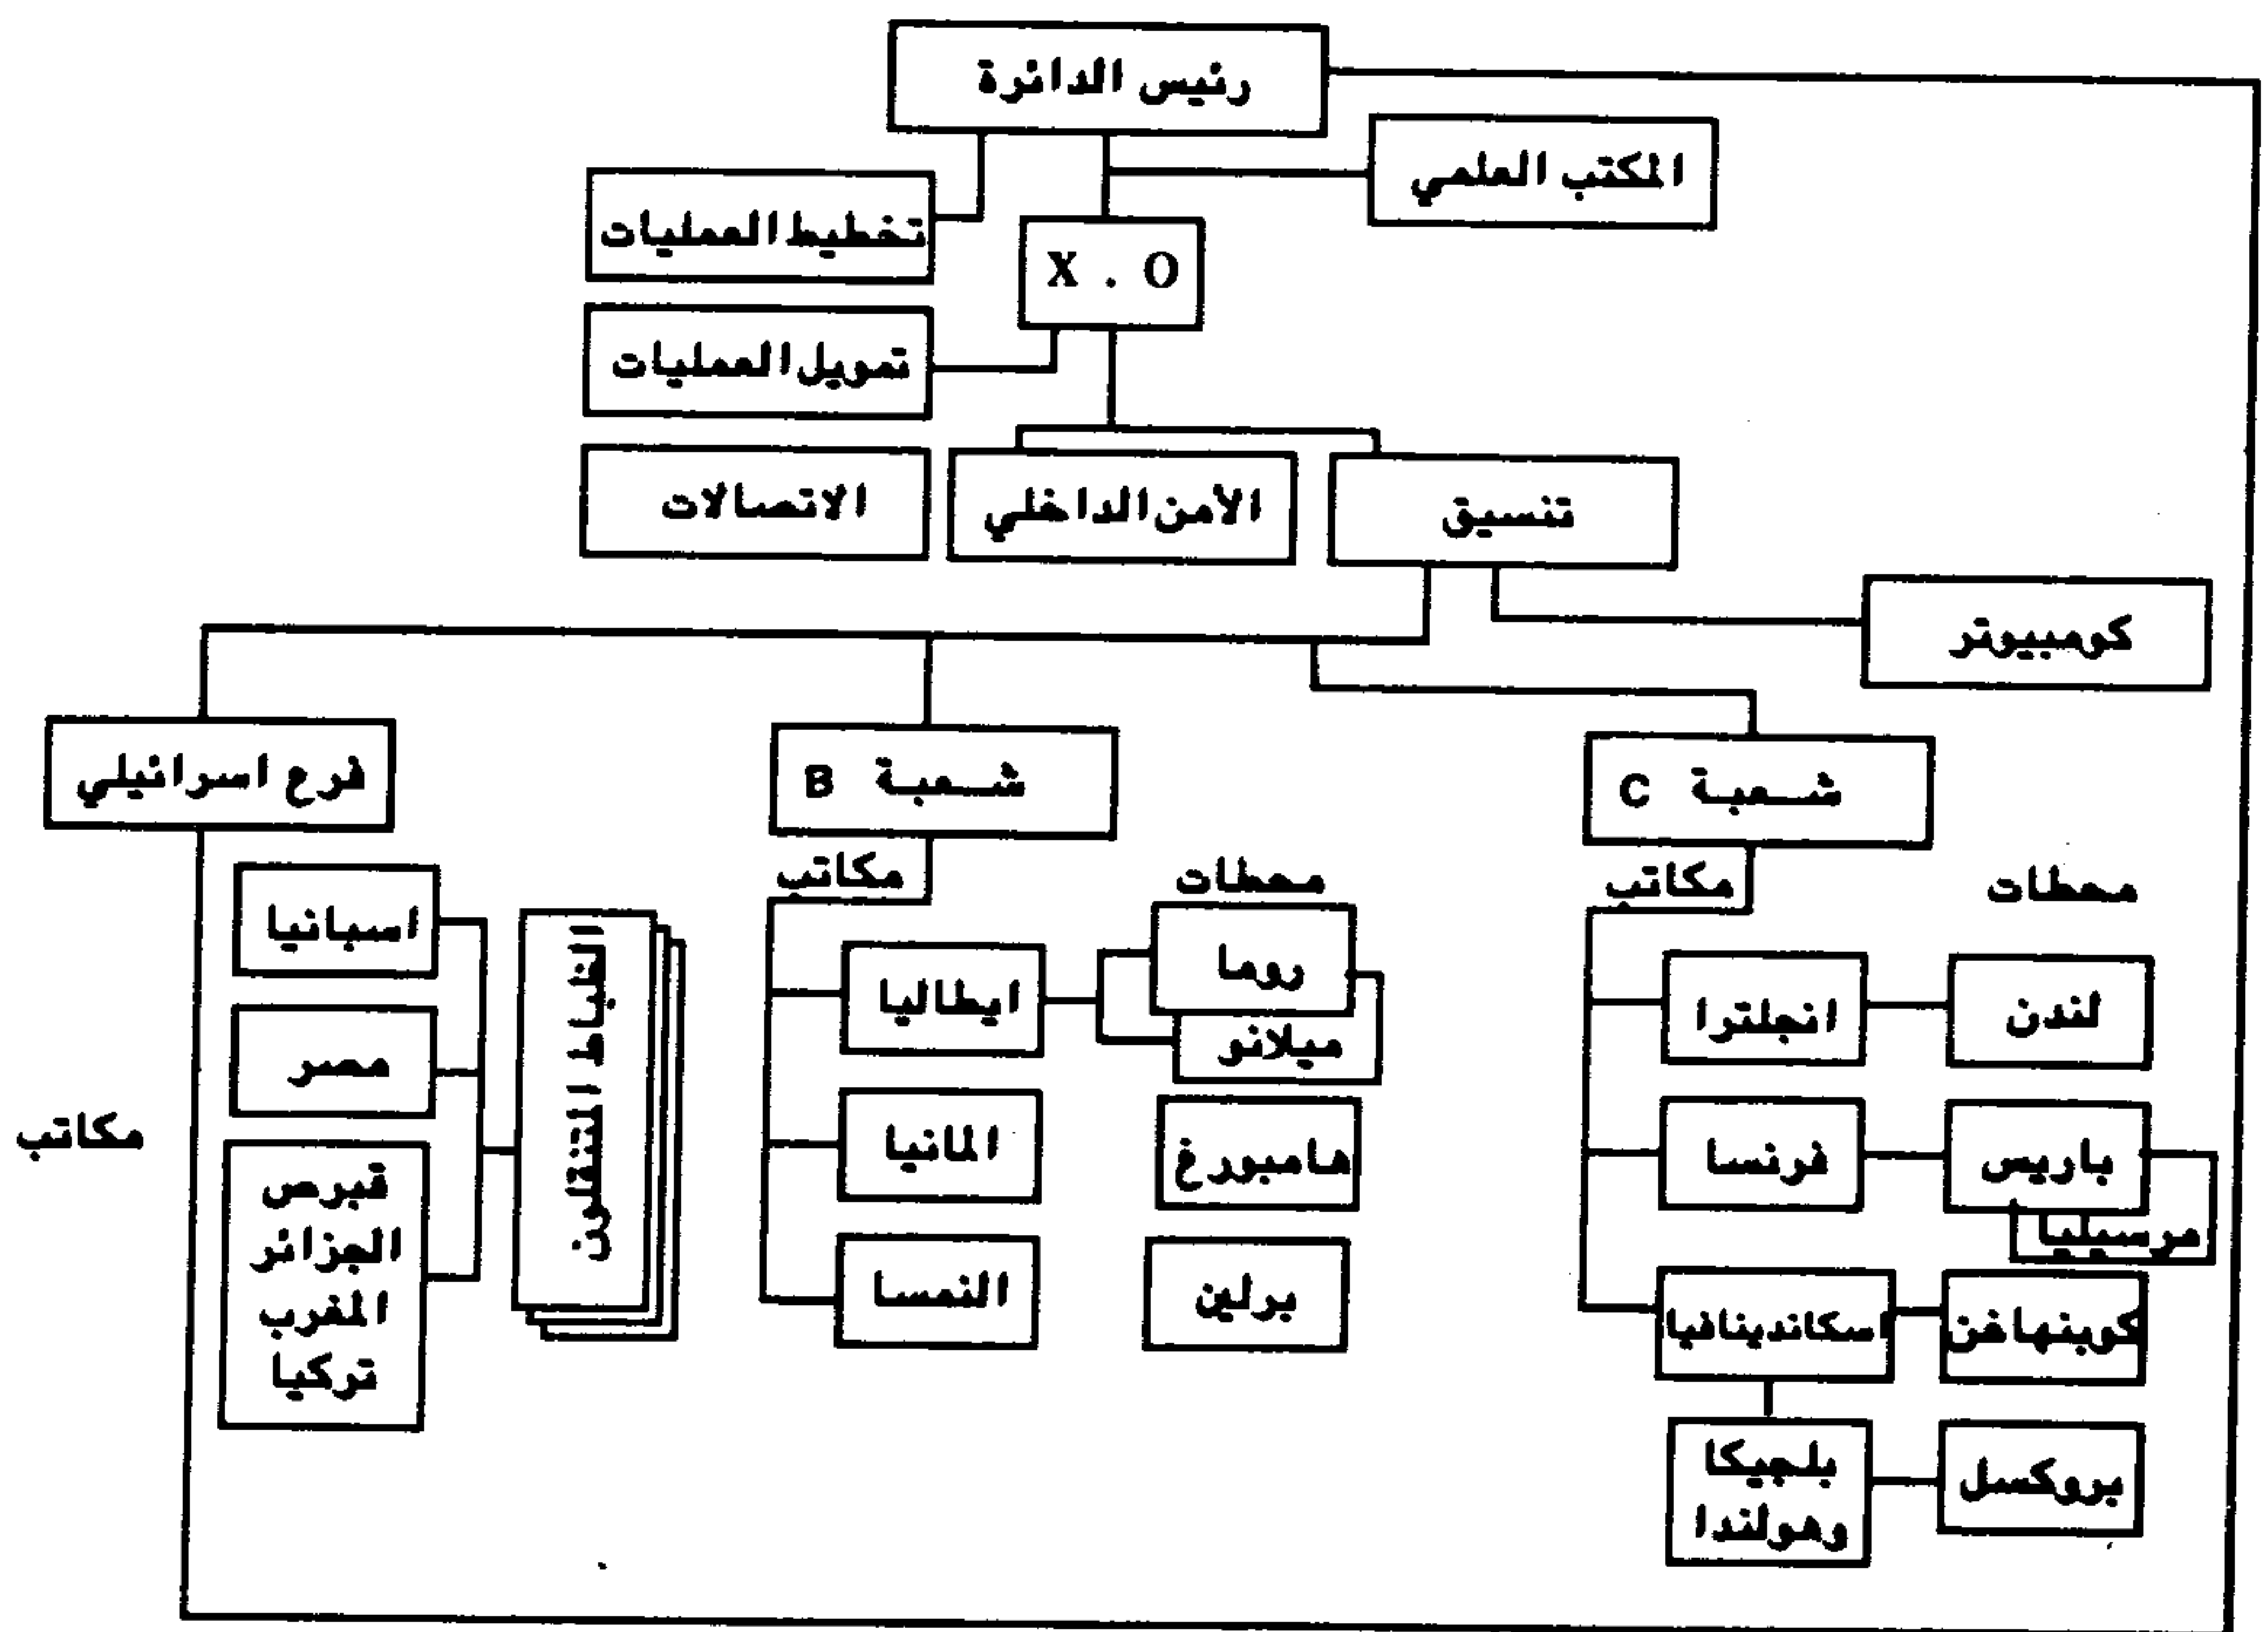 رئيس الدائرة
المكتب العلمي
تخطيط العمليات
X . O
تمويل العمليات
تنسيق
الأمن الداخلي
الاتصالات
كومبيوتر
شعبة C
شعبة B
فرع اسرائيلي
محطات
مكاتب
لندن
انجلترا
باريس
مرسيليا
فرنسا
كوبنهاغن
اسكاندينافيا
بروكسل
بلجيكا
وهولندا
محطات
مكاتب
روما
ميلانو
ايطاليا
هامبورغ
المانيا
برلين
النمسا
الضباط المتنقلون
اسبانيا
مصر
قبرص
الجزائر
المغرب
تركيا
مكاتب